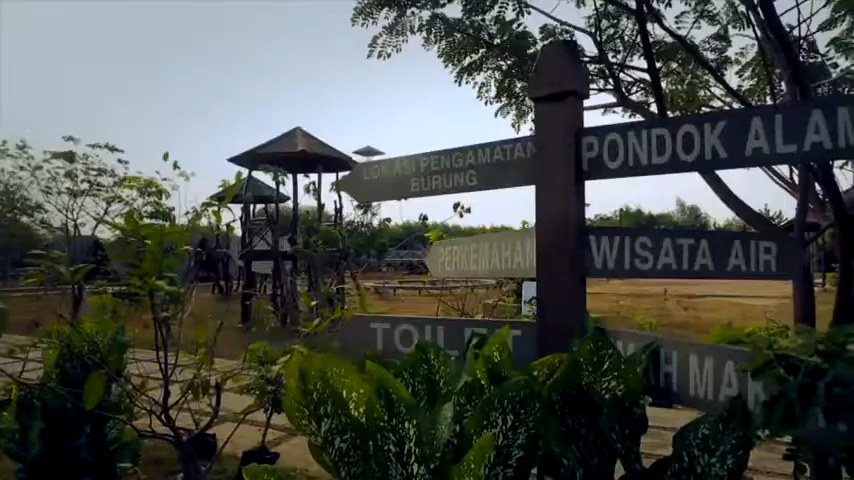 LOKASI PENGAMATAN
BURUNG
PONDOK ALAM
PERKEMAHAN
WISATA AIR
TOILET